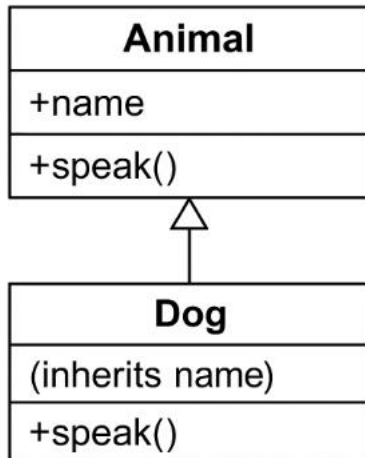 Animal
+name
+speak()
Dog
(inherits name)
+speak()